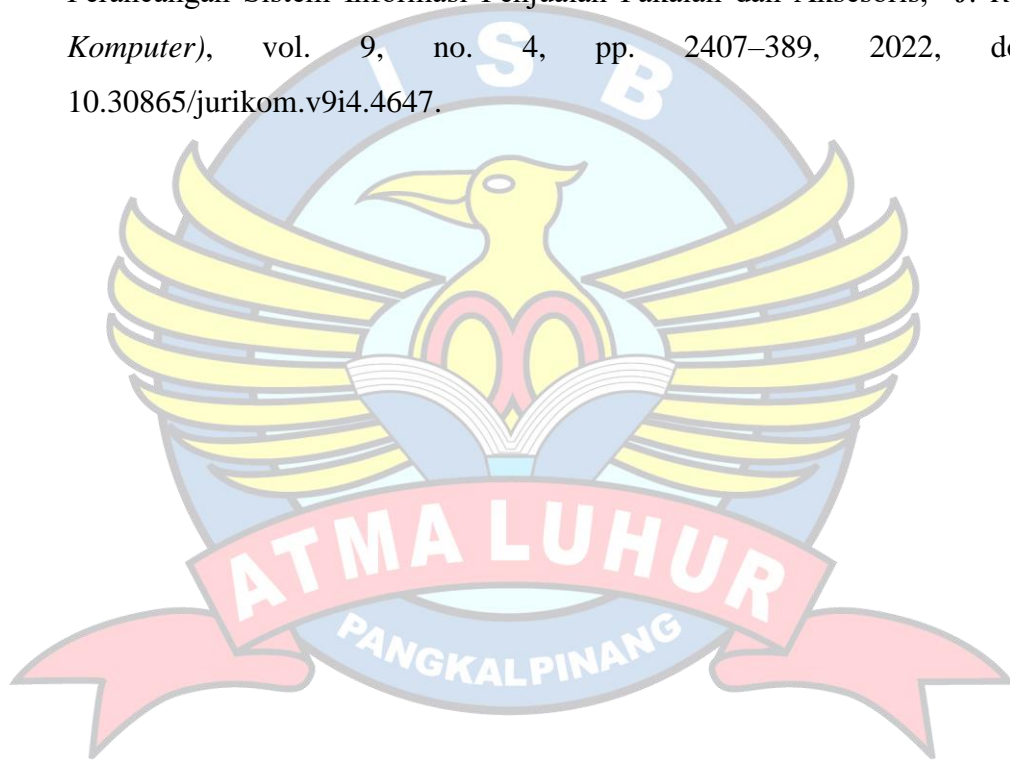 Perancangan Sistem Informasi Penjualan Pakaian dan Aksesoris,” J.
Komputer), vol. 9, no. 4, pp. 2407–389, 2022,
10.30865/jurikom.v9i4.4647.
I S B
ATMA LUHUR
PANGKALPINANG